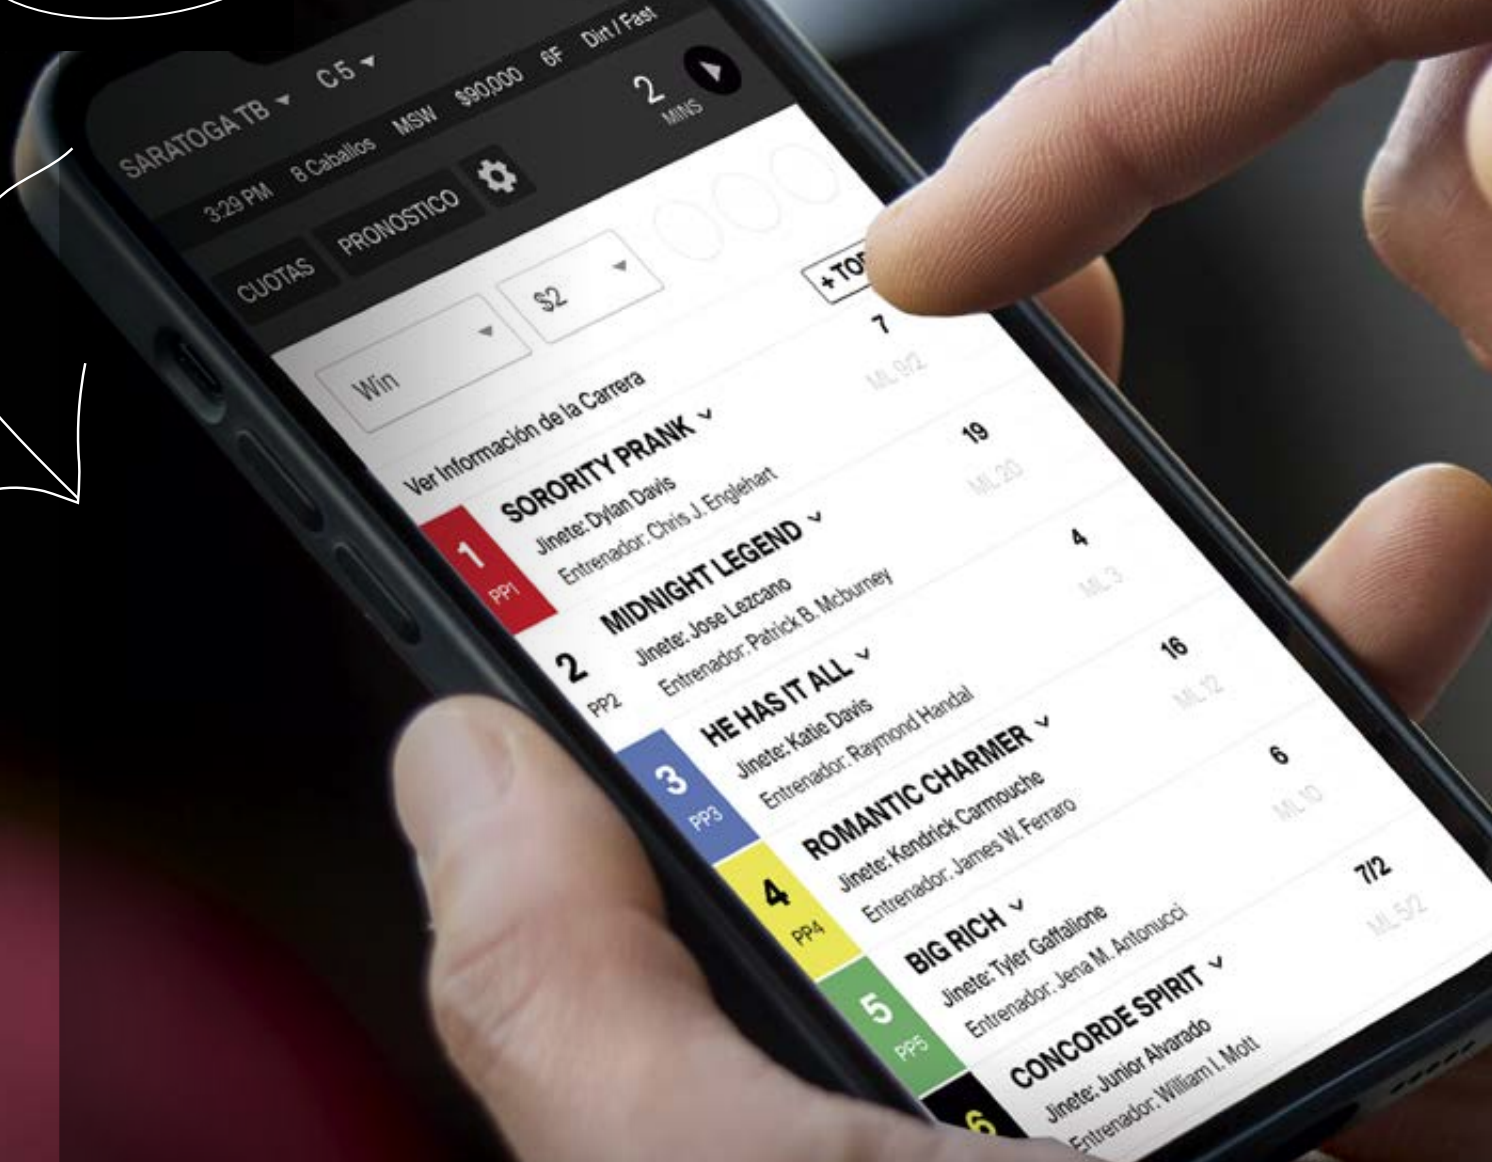 SARATOGA TB C 5
3:29 PM 8 Caballos MSW $90,000 6F Dirt / Fast
CUOTAS PRONOSTICO 2 MINS
Win $2
Ver Información de la Carrera
1 PP1 SORORITY PRANK 7
Jinete: Dylan Davis ML 9/2
Entrenador: Chris J. Englehart
2 PP2 MIDNIGHT LEGEND 19
Jinete: Jose Lezcano ML 20
Entrenador: Patrick B. Mcburney
3 PP3 HE HAS IT ALL 4
Jinete: Katie Davis ML 3
Entrenador: Raymond Handal
4 PP4 ROMANTIC CHARMER 16
Jinete: Kendrick Carmouche ML 12
Entrenador: James W. Ferraro
5 PP5 BIG RICH 6
Jinete: Tyler Gaffalione ML 10
Entrenador: Jena M. Antonucci
6 CONCORDE SPIRIT 7/2
Jinete: Junior Alvarado ML 5/2
Entrenador: William I. Mott